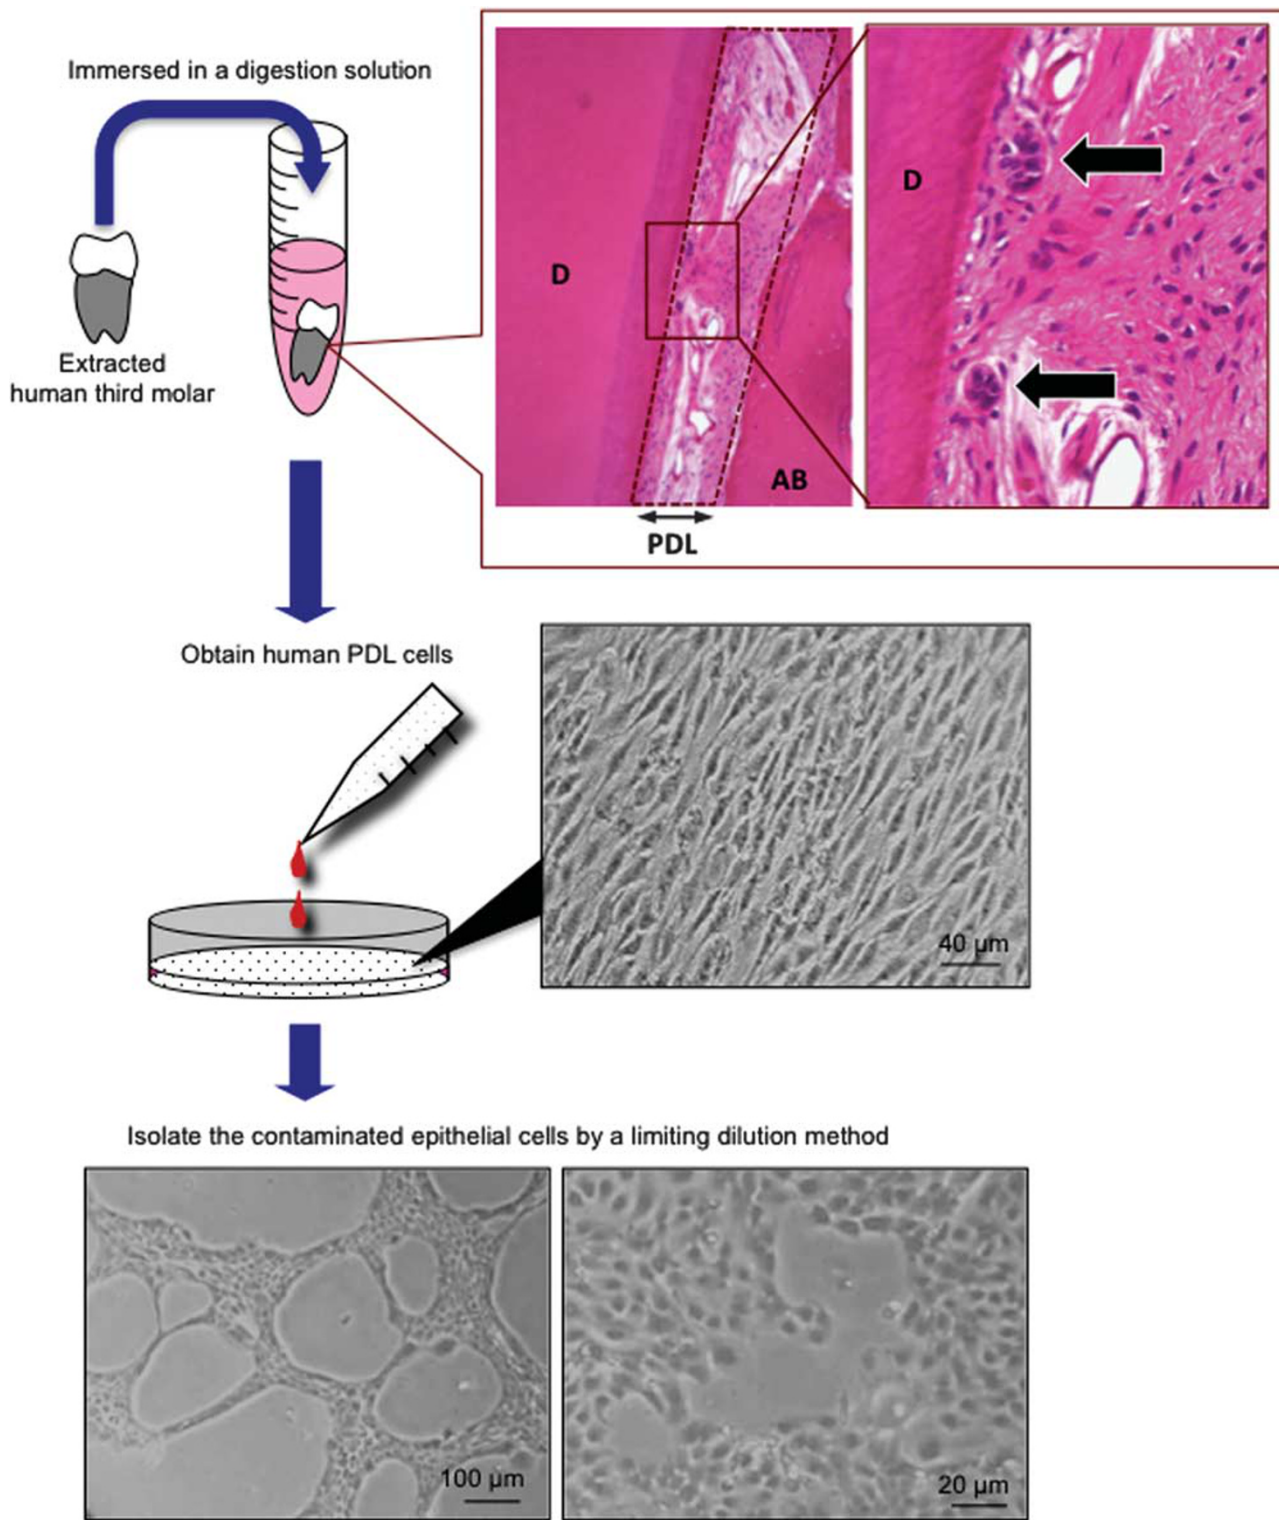 Immersed in a digestion solution
Extracted
human third molar
D
AB
PDL
D
Obtain human PDL cells
40 µm
Isolate the contaminated epithelial cells by a limiting dilution method
100 µm
20 µm